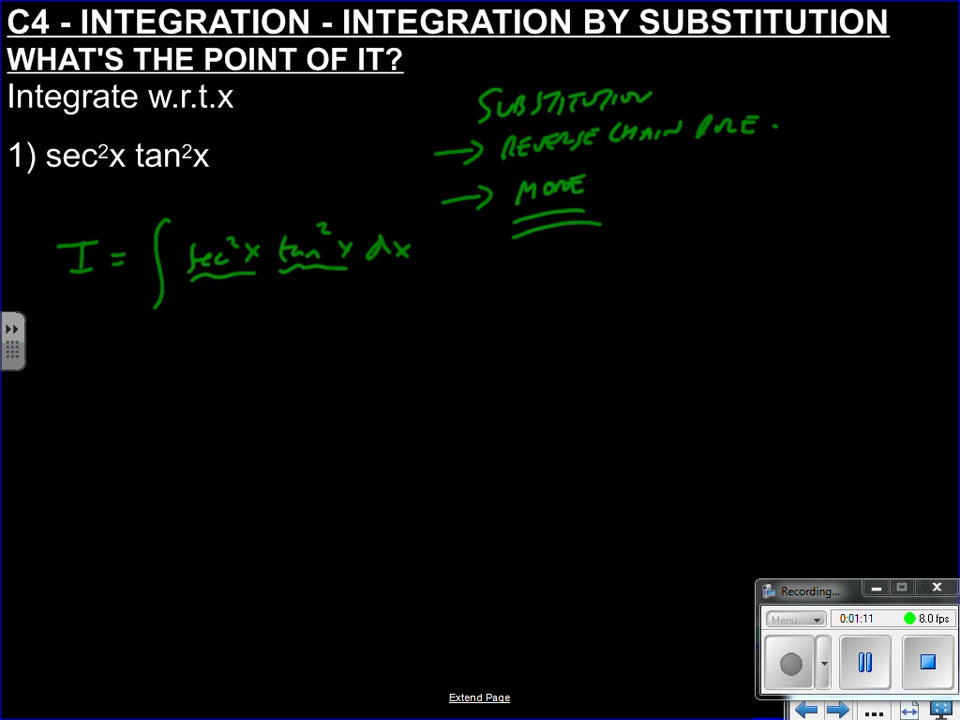 C4 - INTEGRATION - INTEGRATION BY SUBSTITUTION
WHAT'S THE POINT OF IT?
Integrate w.r.t.x
SUBSTITUTION
→ REVERSE CHAIN RULE.
1) sec²x tan²x
→ MORE
I = ∫ sec²x tan²x dx
Recording...
Menu
0:01:11
8.0 fps
Extend Page
...